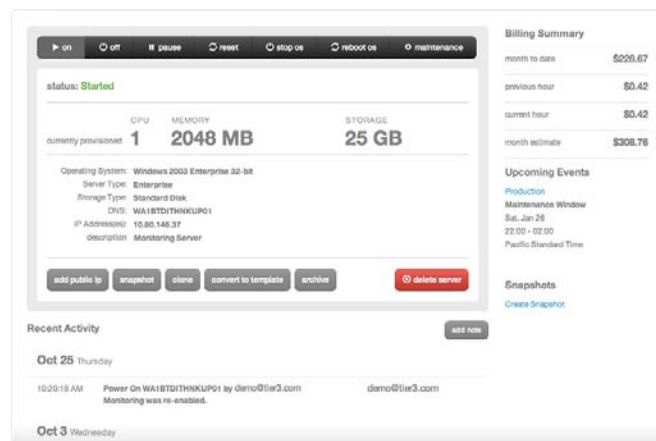 on off pause reset stop os reboot os maintenance
status: Started
CPU MEMORY STORAGE
currently provisioned 1 2048 MB 25 GB
Operating System: Windows 2003 Enterprise 32-bit
Server Type: Enterprise
Storage Type: Standard Disk
DNS: WA1BTDITHNKUP01
IP Address(es): 10.80.146.37
description Monitoring Server
add public ip snapshot clone convert to template archive delete server
Recent Activity add note
Oct 25 Thursday
10:20:19 AM Power On WA1BTDITHNKUP01 by demo@tier3.com demo@tier3.com
Monitoring was re-enabled.
Oct 3 Wednesday
Billing Summary
month to date $228.67
previous hour $0.42
current hour $0.42
month estimate $308.76
Upcoming Events
Production
Maintenance Window
Sat, Jan 26
22:00 - 02:00
Pacific Standard Time
Snapshots
Create Snapshot